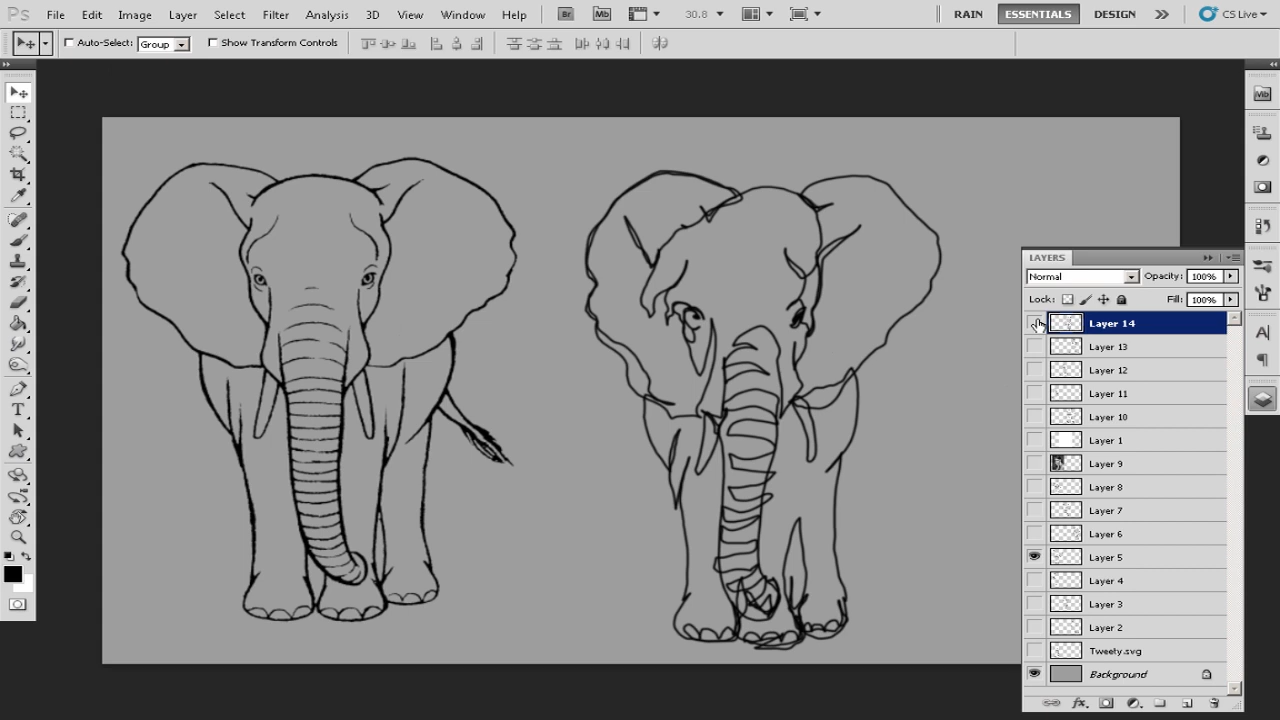 Ps File Edit Image Layer Select Filter Analysis 3D View Window Help Br Mb 30.8 RAIN ESSENTIALS DESIGN CS Live
Auto-Select: Group Show Transform Controls
Mb
LAYERS
Normal Opacity: 100%
Lock: Fill: 100%
Layer 14
Layer 13
Layer 12
Layer 11
Layer 10
Layer 1
Layer 9
Layer 8
Layer 7
Layer 6
Layer 5
Layer 4
Layer 3
Layer 2
Tweety.svg
Background